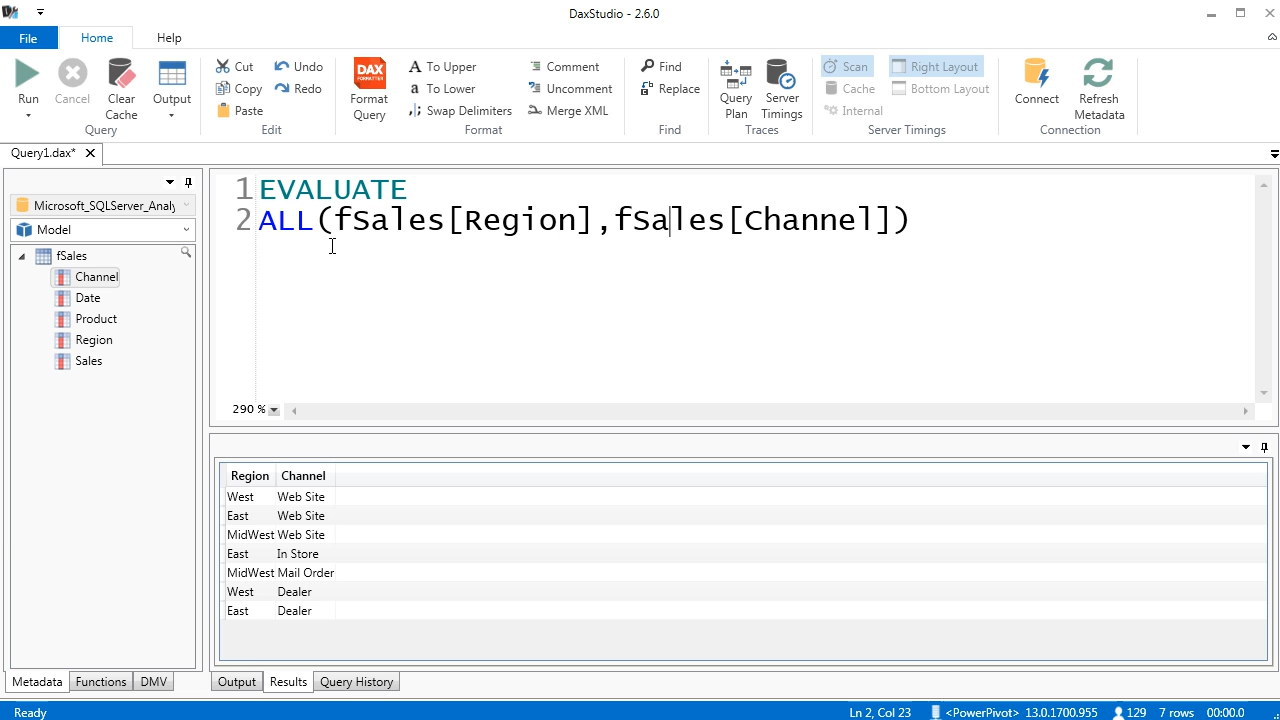 DaxStudio - 2.6.0
File Home Help
Run
Cancel
Clear Cache
Output
Query
Cut
Copy
Paste
Undo
Redo
Edit
DAX FORMATTER
Format Query
To Upper
To Lower
Swap Delimiters
Comment
Uncomment
Merge XML
Format
Find
Replace
Find
Query Plan
Server Timings
Traces
Scan
Cache
Internal
Right Layout
Bottom Layout
Server Timings
Connect
Refresh Metadata
Connection
Query1.dax*
Microsoft_SQLServer_Analy
Model
fSales
Channel
Date
Product
Region
Sales
1 EVALUATE
2 ALL(fSales[Region],fSales[Channel])
290 %
Region Channel
West Web Site
East Web Site
MidWest Web Site
East In Store
MidWest Mail Order
West Dealer
East Dealer
Metadata Functions DMV
Output Results Query History
Ready
Ln 2, Col 23 <PowerPivot> 13.0.1700.955 129 7 rows 00:00.0